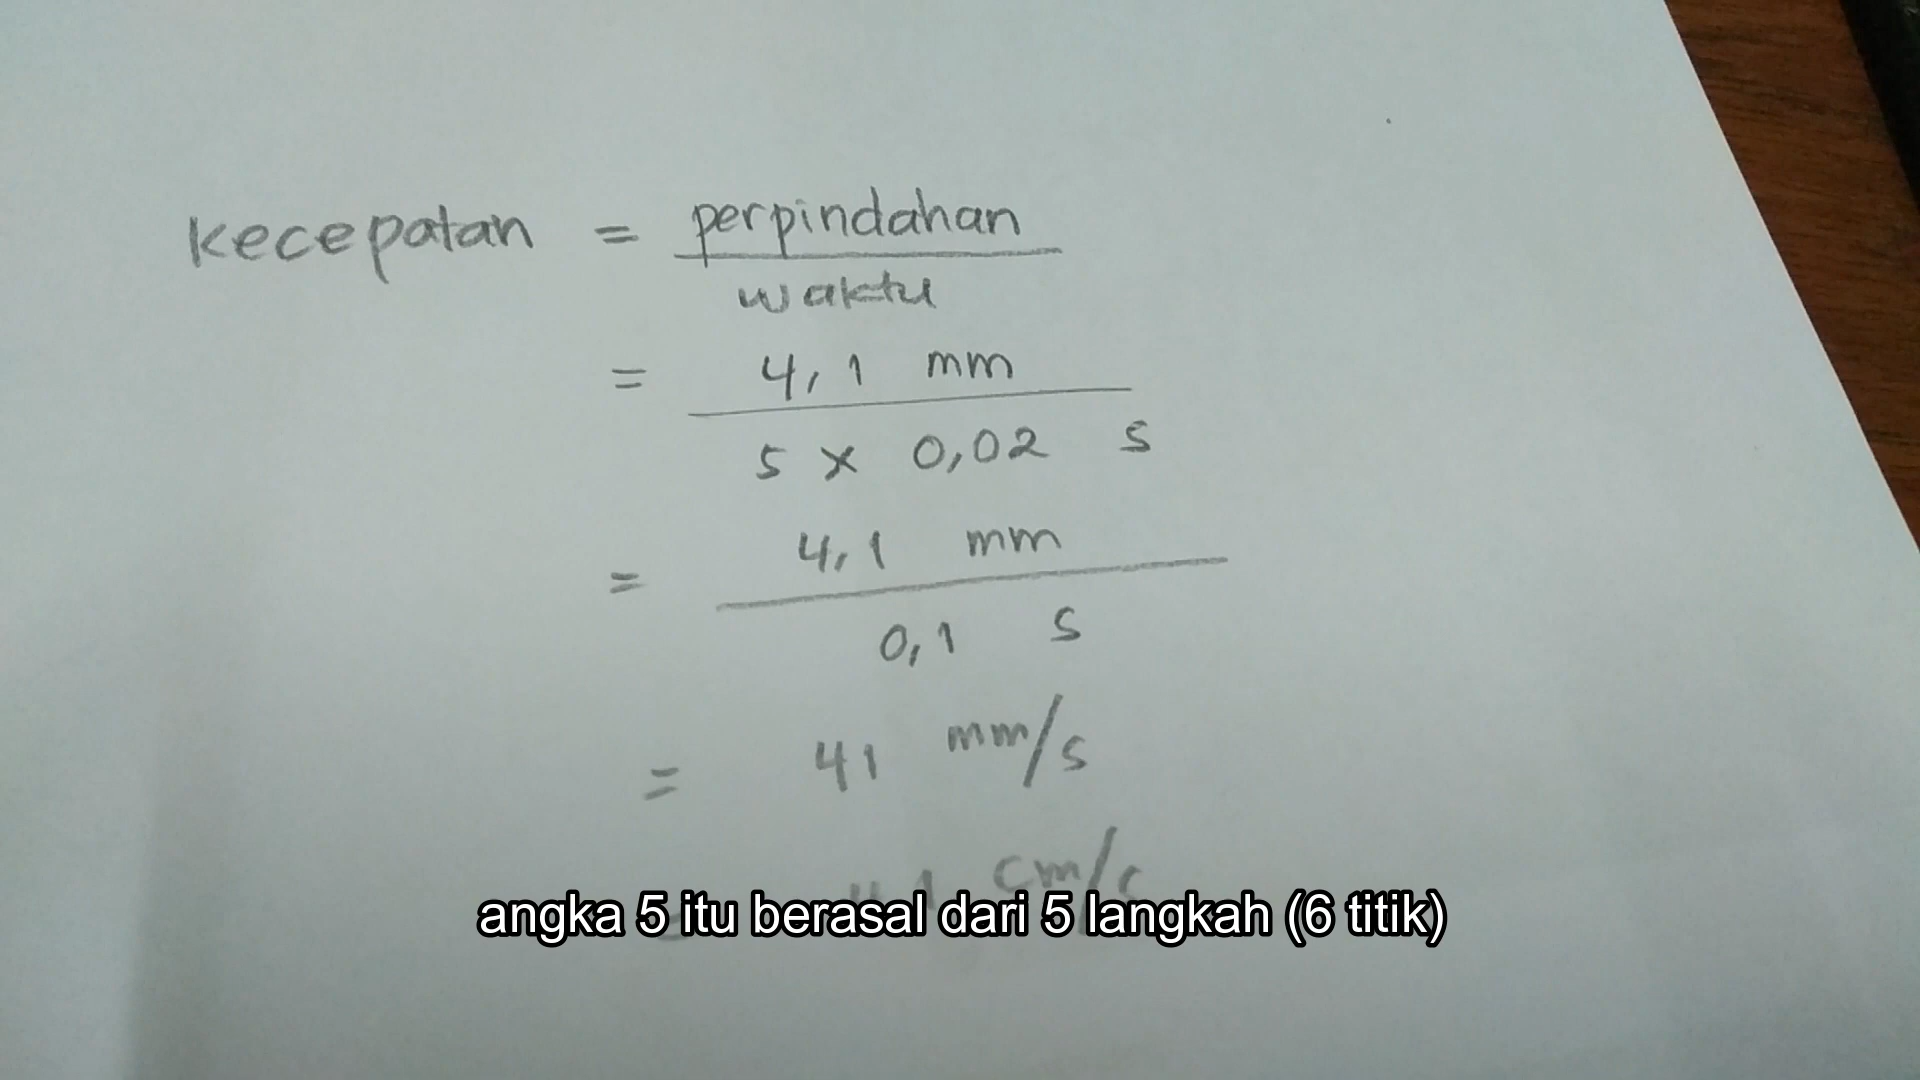 kecepatan = perpindahan
waktu
= 4,1 mm
5 x 0,02 s
= 4,1 mm
0,1 s
= 41 mm/s
cm/s
angka 5 itu berasal dari 5 langkah (6 titik)